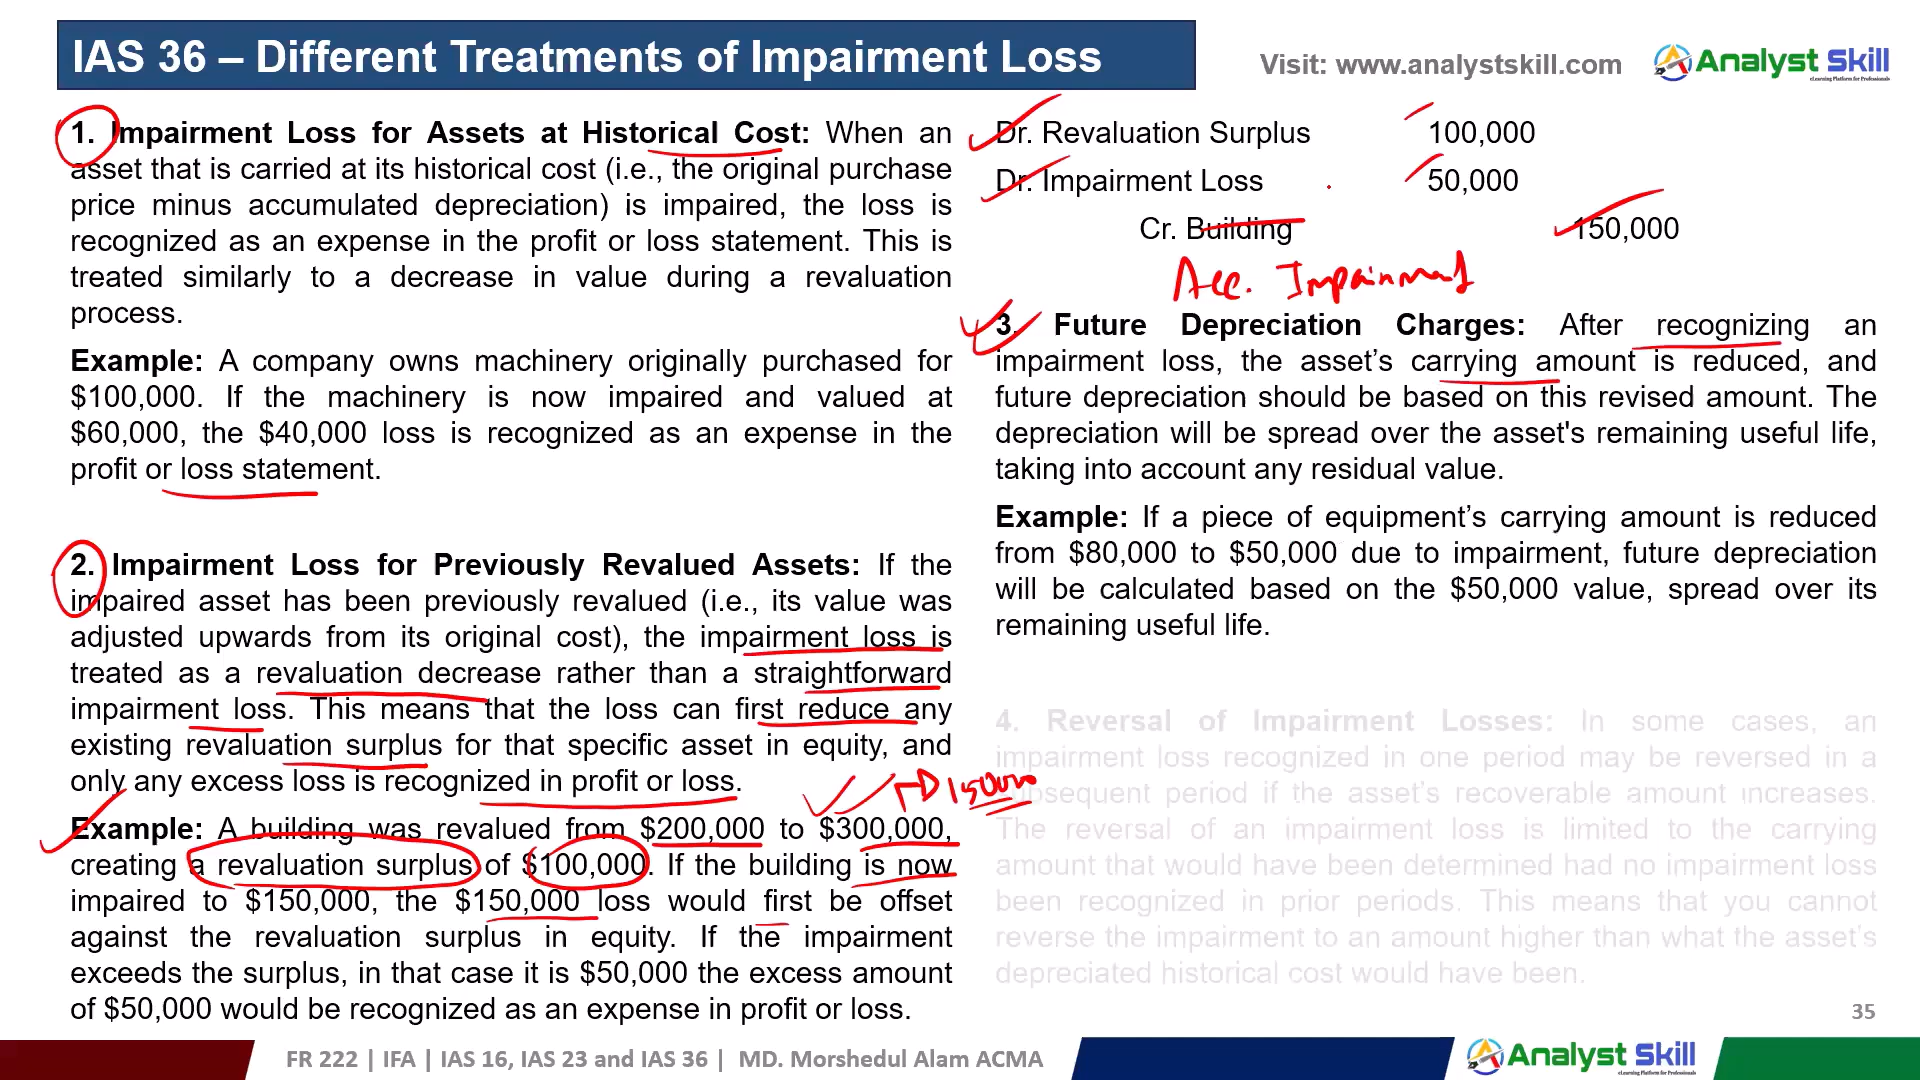 IAS 36 – Different Treatments of Impairment Loss
Visit: www.analystskill.com
Analyst Skill
eLearning Platform for Professionals
1. Impairment Loss for Assets at Historical Cost: When an
asset that is carried at its historical cost (i.e., the original purchase
price minus accumulated depreciation) is impaired, the loss is
recognized as an expense in the profit or loss statement. This is
treated similarly to a decrease in value during a revaluation
process.
Example: A company owns machinery originally purchased for
$100,000. If the machinery is now impaired and valued at
$60,000, the $40,000 loss is recognized as an expense in the
profit or loss statement.
2. Impairment Loss for Previously Revalued Assets: If the
impaired asset has been previously revalued (i.e., its value was
adjusted upwards from its original cost), the impairment loss is
treated as a revaluation decrease rather than a straightforward
impairment loss. This means that the loss can first reduce any
existing revaluation surplus for that specific asset in equity, and
only any excess loss is recognized in profit or loss.
150000
Example: A building was revalued from $200,000 to $300,000,
creating a revaluation surplus of $100,000. If the building is now
impaired to $150,000, the $150,000 loss would first be offset
against the revaluation surplus in equity. If the impairment
exceeds the surplus, in that case it is $50,000 the excess amount
of $50,000 would be recognized as an expense in profit or loss.
Dr. Revaluation Surplus 100,000
Dr. Impairment Loss 50,000
Cr. Building 150,000
Acc. Impairment
3. Future Depreciation Charges: After recognizing an
impairment loss, the asset’s carrying amount is reduced, and
future depreciation should be based on this revised amount. The
depreciation will be spread over the asset's remaining useful life,
taking into account any residual value.
Example: If a piece of equipment’s carrying amount is reduced
from $80,000 to $50,000 due to impairment, future depreciation
will be calculated based on the $50,000 value, spread over its
remaining useful life.
4. Reversal of Impairment Losses: In some cases, an
impairment loss recognized in one period may be reversed in a
subsequent period if the asset’s recoverable amount increases.
The reversal of an impairment loss is limited to the carrying
amount that would have been determined had no impairment loss
been recognized in prior periods. This means that you cannot
reverse the impairment to an amount higher than what the asset’s
depreciated historical cost would have been.
35
FR 222 | IFA | IAS 16, IAS 23 and IAS 36 | MD. Morshedul Alam ACMA
Analyst Skill
eLearning Platform for Professionals